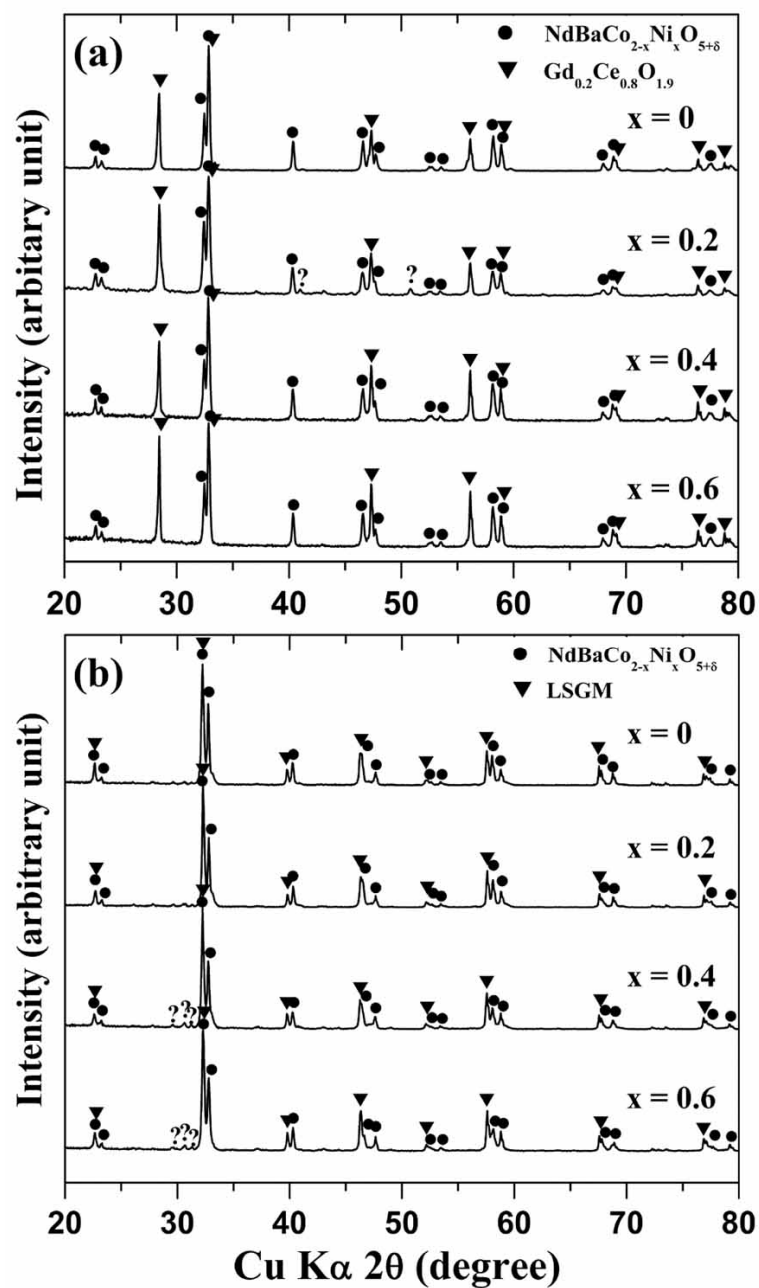 (a)
● NdBaCo₂₋ₓNiₓO₅₊δ
▼ Gd₀.₂Ce₀.₈O₁.₉
x = 0
x = 0.2
? ?
x = 0.4
x = 0.6
Intensity (arbitary unit)
20 30 40 50 60 70 80
(b)
● NdBaCo₂₋ₓNiₓO₅₊δ
▼ LSGM
x = 0
x = 0.2
x = 0.4
???
x = 0.6
???
Intensity (arbitrary unit)
20 30 40 50 60 70 80
Cu Kα 2θ (degree)